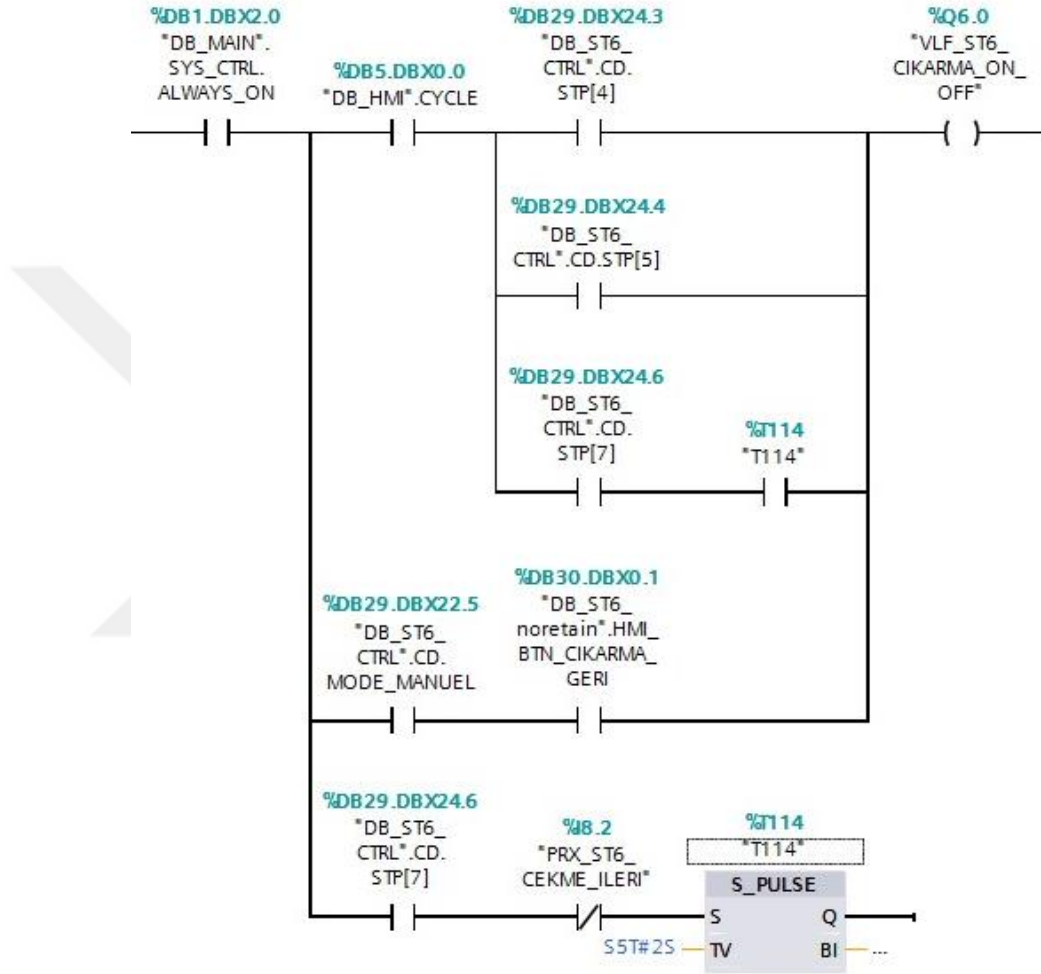 %DB1.DBX2.0
"DB_MAIN".
SYS_CTRL.
ALWAYS_ON
%DB5.DBX0.0
"DB_HMI".CYCLE
%DB29.DBX24.3
"DB_ST6_
CTRL".CD.
STP[4]
%Q6.0
"VLF_ST6_
CIKARMA_ON_
OFF"
%DB29.DBX24.4
"DB_ST6_
CTRL".CD.STP[5]
%DB29.DBX24.6
"DB_ST6_
CTRL".CD.
STP[7]
%T114
"T114"
%DB29.DBX22.5
"DB_ST6_
CTRL".CD.
MODE_MANUEL
%DB30.DBX0.1
"DB_ST6_
noretain".HMI_
BTN_CIKARMA_
GERI
%DB29.DBX24.6
"DB_ST6_
CTRL".CD.
STP[7]
%I8.2
"PRX_ST6_
CEKME_ILERI"
%T114
"T114"
S_PULSE
S Q
S5T#2S TV BI ...